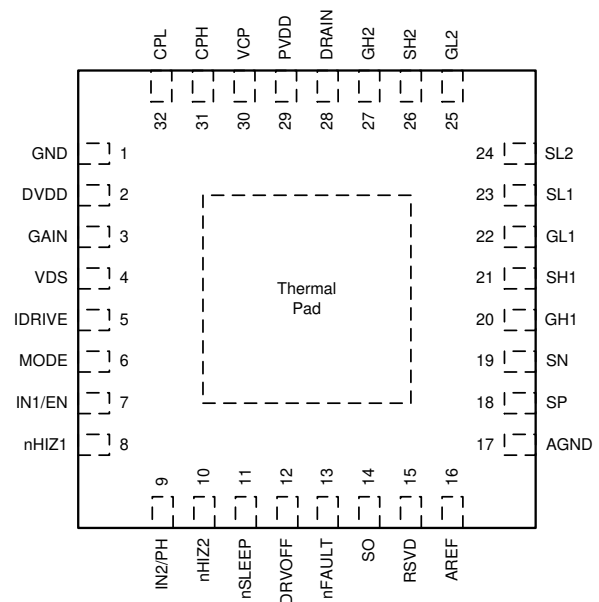 CPL
CPH
VCP
PVDD
DRAIN
GH2
SH2
GL2
32
31
30
29
28
27
26
25
GND 1
DVDD 2
GAIN 3
VDS 4
IDRIVE 5
MODE 6
IN1/EN 7
nHIZ1 8
Thermal
Pad
24 SL2
23 SL1
22 GL1
21 SH1
20 GH1
19 SN
18 SP
17 AGND
9
10
11
12
13
14
15
16
IN2/PH
nHIZ2
nSLEEP
DRVOFF
nFAULT
SO
RSVD
AREF